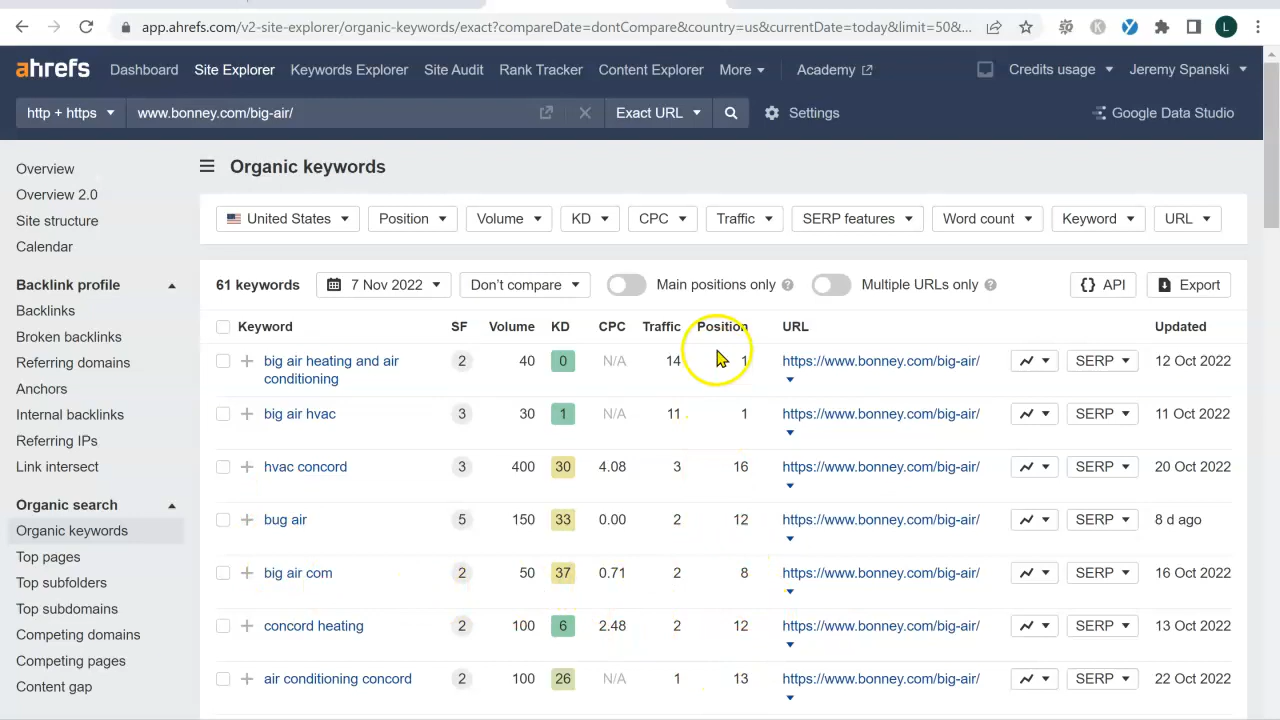 app.ahrefs.com/v2-site-explorer/organic-keywords/exact?compareDate=dontCompare&country=us&currentDate=today&limit=50&...
L
ahrefs Dashboard Site Explorer Keywords Explorer Site Audit Rank Tracker Content Explorer More Academy Credits usage Jeremy Spanski
http + https www.bonney.com/big-air/ Exact URL Settings Google Data Studio
Overview
Overview 2.0
Site structure
Calendar
Backlink profile
Backlinks
Broken backlinks
Referring domains
Anchors
Internal backlinks
Referring IPs
Link intersect
Organic search
Organic keywords
Top pages
Top subfolders
Top subdomains
Competing domains
Competing pages
Content gap
Organic keywords
United States Position Volume KD CPC Traffic SERP features Word count Keyword URL
61 keywords 7 Nov 2022 Don't compare Main positions only ? Multiple URLs only ? {} API Export
Keyword SF Volume KD CPC Traffic Position URL Updated
big air heating and air conditioning 2 40 0 N/A 14 1 https://www.bonney.com/big-air/ SERP 12 Oct 2022
big air hvac 3 30 1 N/A 11 1 https://www.bonney.com/big-air/ SERP 11 Oct 2022
hvac concord 3 400 30 4.08 3 16 https://www.bonney.com/big-air/ SERP 20 Oct 2022
bug air 5 150 33 0.00 2 12 https://www.bonney.com/big-air/ SERP 8 d ago
big air com 2 50 37 0.71 2 8 https://www.bonney.com/big-air/ SERP 16 Oct 2022
concord heating 2 100 6 2.48 2 12 https://www.bonney.com/big-air/ SERP 13 Oct 2022
air conditioning concord 2 100 26 N/A 1 13 https://www.bonney.com/big-air/ SERP 22 Oct 2022